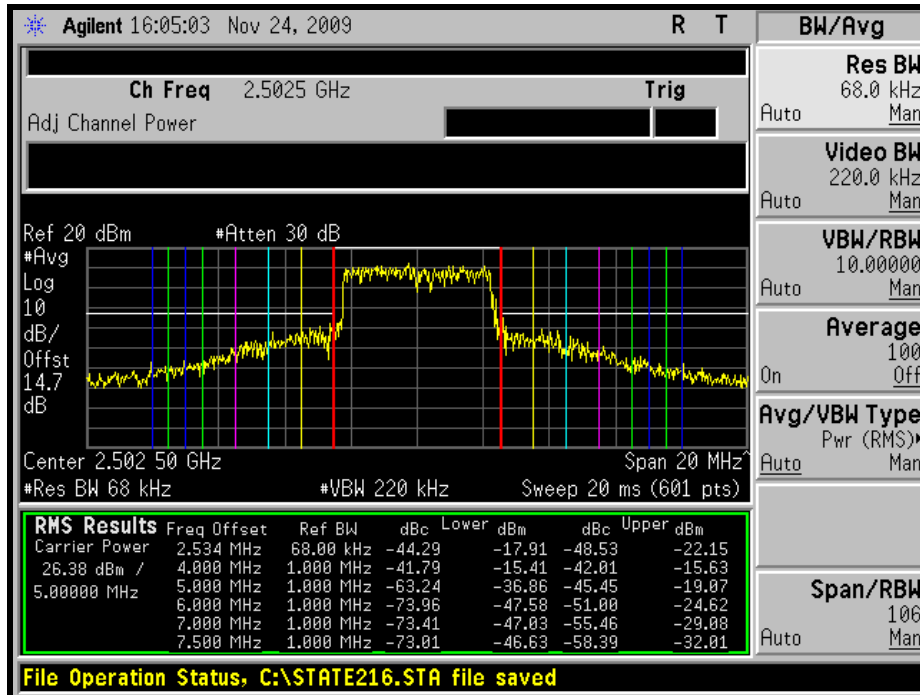 Agilent 16:05:03 Nov 24, 2009 R T
BW/Avg
Ch Freq 2.5025 GHz Trig
Adj Channel Power
Res BW
68.0 kHz
Auto Man
Video BW
220.0 kHz
Auto Man
VBW/RBW
10.00000
Auto Man
Average
100
On Off
Avg/VBW Type
Pwr (RMS)
Auto Man
Span/RBW
106
Auto Man
Ref 20 dBm #Atten 30 dB
#Avg
Log
10
dB/
Offst
14.7
dB
Center 2.502 50 GHz Span 20 MHz^
#Res BW 68 kHz #VBW 220 kHz Sweep 20 ms (601 pts)
RMS Results Freq Offset Ref BW dBc Lower dBm dBc Upper dBm
Carrier Power 2.534 MHz 68.00 kHz -44.29 -17.91 -48.53 -22.15
26.38 dBm / 4.000 MHz 1.000 MHz -41.79 -15.41 -42.01 -15.63
5.00000 MHz 5.000 MHz 1.000 MHz -63.24 -36.86 -45.45 -19.07
6.000 MHz 1.000 MHz -73.96 -47.58 -51.00 -24.62
7.000 MHz 1.000 MHz -73.41 -47.03 -55.46 -29.08
7.500 MHz 1.000 MHz -73.01 -46.63 -58.39 -32.01
File Operation Status, C:\STATE216.STA file saved